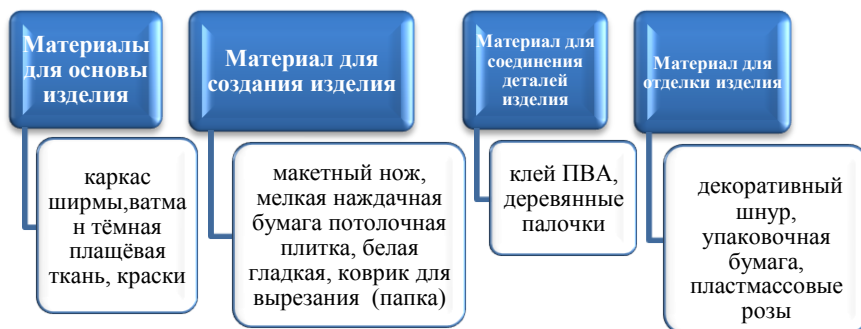 Материалы
для основы
изделия
каркас
ширмы,ватма
н тёмная
плащёвая
ткань, краски
Материал для
создания изделия
макетный нож,
мелкая наждачная
бумага потолочная
плитка, белая
гладкая, коврик для
вырезания (папка)
Материал для
соединения
деталей
изделия
клей ПВА,
деревянные
палочки
Материал для
отделки изделия
декоративный
шнур,
упаковочная
бумага,
пластмассовые
розы